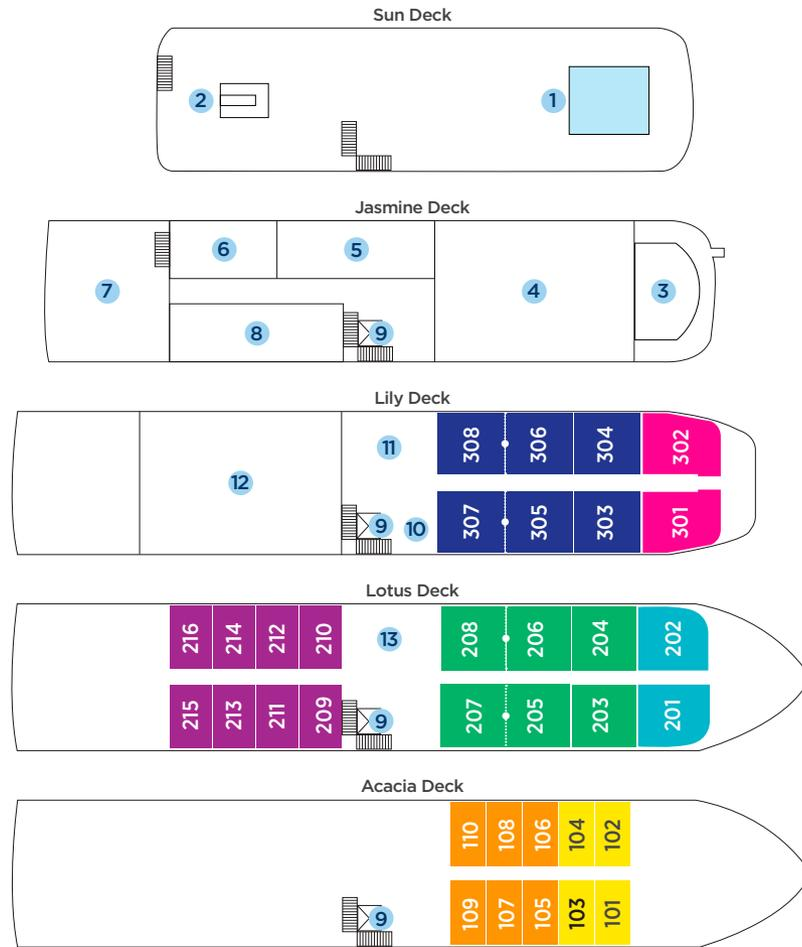 Sun Deck
2
1
Jasmine Deck
6
5
7
4
3
8
9
Lily Deck
308 306 304 302
11
12
9
10
307 305 303 301
Lotus Deck
216 214 212 210
13
208 206 204 202
215 213 211 209
9
207 205 203 201
Acacia Deck
110 108 106 104 102
9
109 107 105 103 101